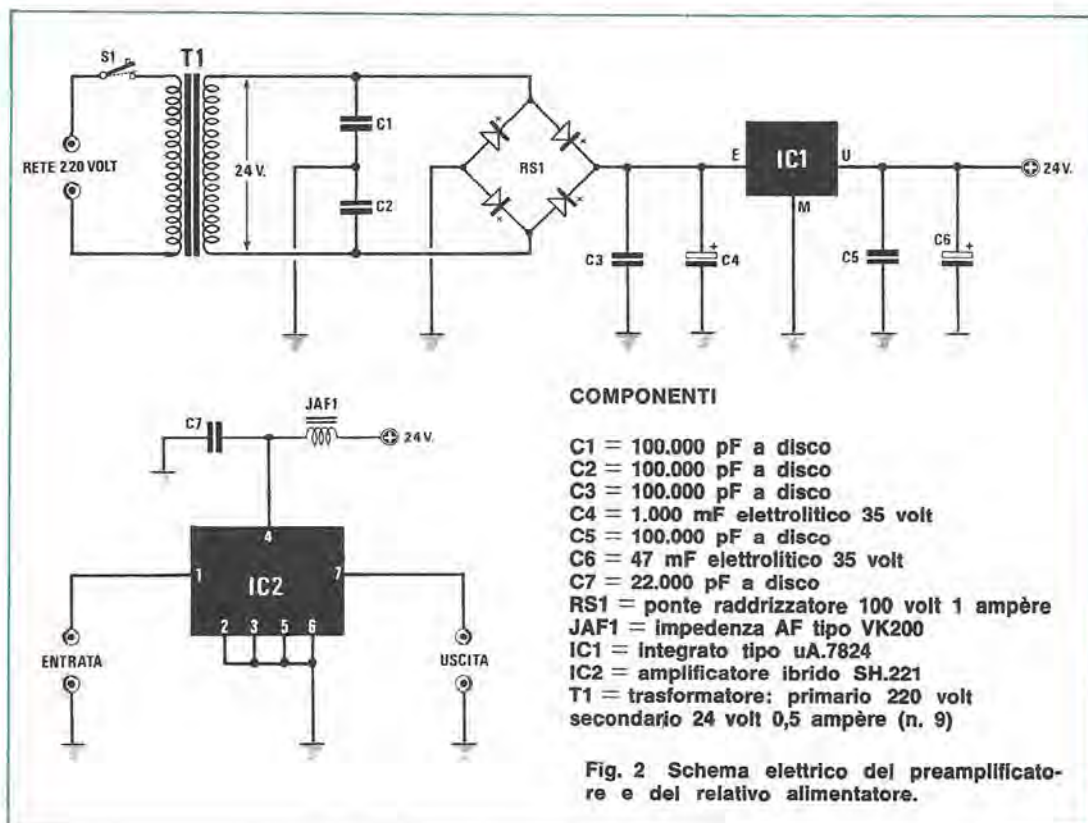 S1
T1
RETE 220 VOLT
24 V.
C1
C2
RS1
E
IC1
U
M
24 V.
C3
+
C4
C5
C6
+
C7
JAF1
24 V.
4
1
IC2
7
2 3 5 6
ENTRATA
USCITA
COMPONENTI
C1 = 100.000 pF a disco
C2 = 100.000 pF a disco
C3 = 100.000 pF a disco
C4 = 1.000 mF elettrolitico 35 volt
C5 = 100.000 pF a disco
C6 = 47 mF elettrolitico 35 volt
C7 = 22.000 pF a disco
RS1 = ponte raddrizzatore 100 volt 1 ampère
JAF1 = impedenza AF tipo VK200
IC1 = integrato tipo uA.7824
IC2 = amplificatore ibrido SH.221
T1 = trasformatore: primario 220 volt
secondario 24 volt 0,5 ampère (n. 9)
Fig. 2 Schema elettrico del preamplificato-
re e del relativo alimentatore.